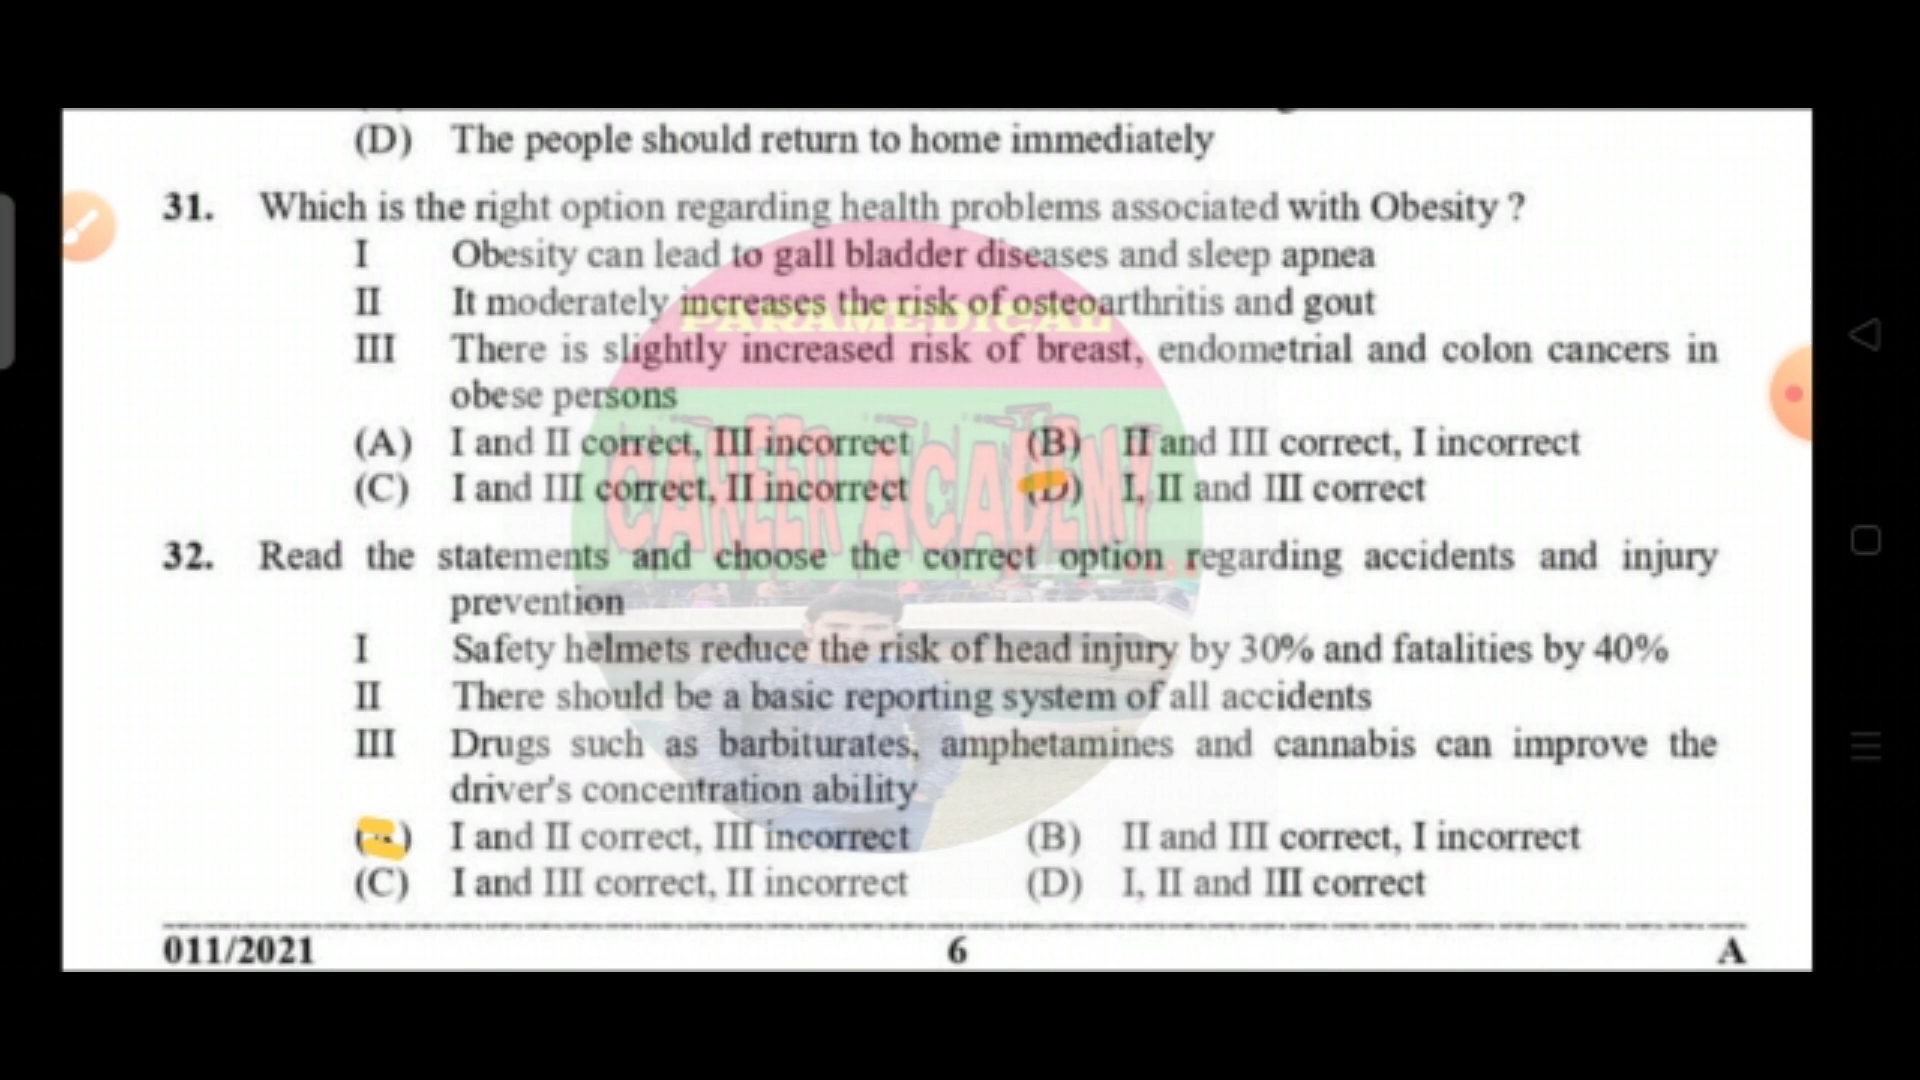 (D) The people should return to home immediately
31. Which is the right option regarding health problems associated with Obesity ?
I Obesity can lead to gall bladder diseases and sleep apnea
II It moderately increases the risk of osteoarthritis and gout
III There is slightly increased risk of breast, endometrial and colon cancers in
obese persons
(A) I and II correct, III incorrect (B) II and III correct, I incorrect
(C) I and III correct, II incorrect (D) I, II and III correct
32. Read the statements and choose the correct option regarding accidents and injury
prevention
I Safety helmets reduce the risk of head injury by 30% and fatalities by 40%
II There should be a basic reporting system of all accidents
III Drugs such as barbiturates, amphetamines and cannabis can improve the
driver's concentration ability
I and II correct, III incorrect (B) II and III correct, I incorrect
(C) I and III correct, II incorrect (D) I, II and III correct
011/2021 6 A
PARAMEDICAL
CAREER ACADEMY